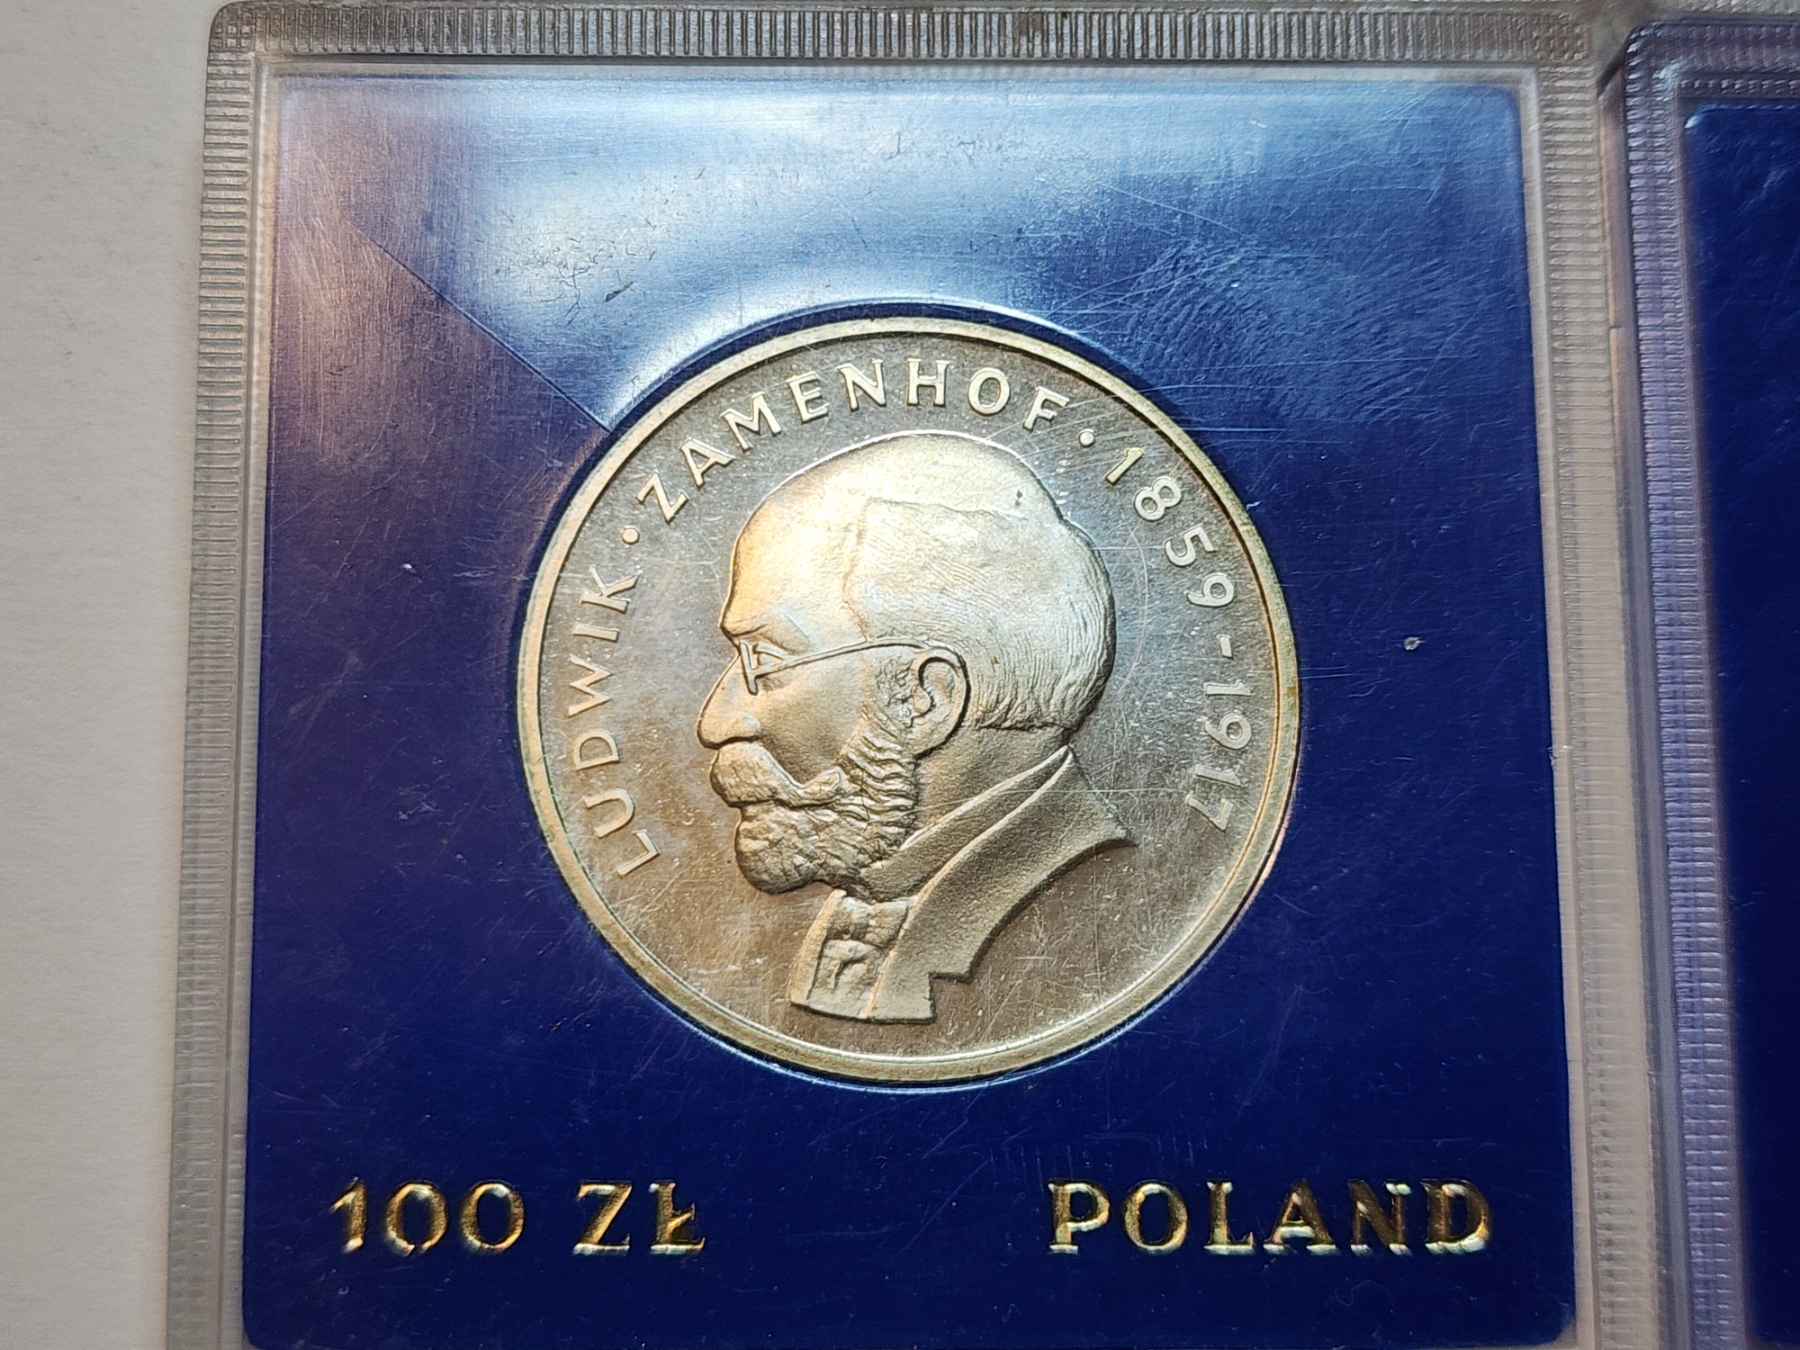 LUDWIK · ZAMENHOF · 1859-1917
100 ZŁ POLAND